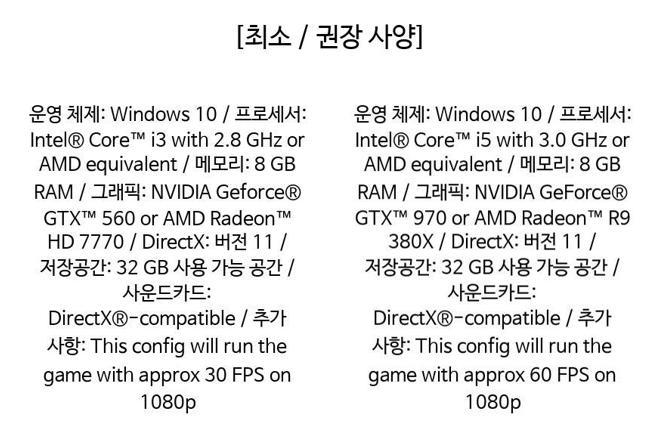 [최소 / 권장 사양]
운영 체제: Windows 10 / 프로세서:
Intel® Core™ i3 with 2.8 GHz or
AMD equivalent / 메모리: 8 GB
RAM / 그래픽: NVIDIA Geforce®
GTX™ 560 or AMD Radeon™
HD 7770 / DirectX: 버전 11 /
저장공간: 32 GB 사용 가능 공간 /
사운드카드:
DirectX®-compatible / 추가
사항: This config will run the
game with approx 30 FPS on
1080p
운영 체제: Windows 10 / 프로세서:
Intel® Core™ i5 with 3.0 GHz or
AMD equivalent / 메모리: 8 GB
RAM / 그래픽: NVIDIA GeForce®
GTX™ 970 or AMD Radeon™ R9
380X / DirectX: 버전 11 /
저장공간: 32 GB 사용 가능 공간 /
사운드카드:
DirectX®-compatible / 추가
사항: This config will run the
game with approx 60 FPS on
1080p